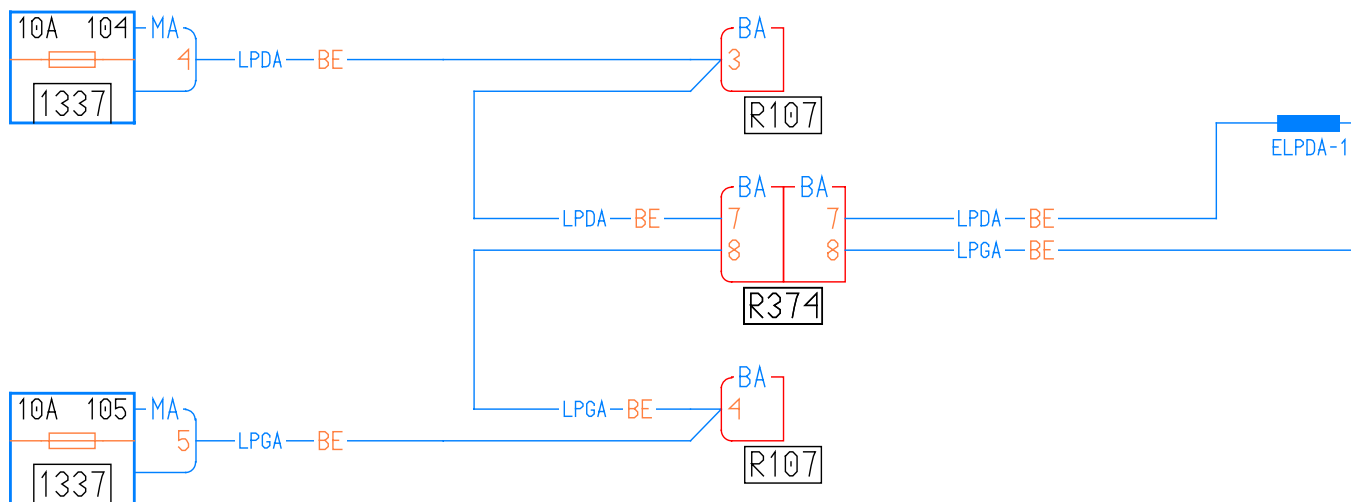 10A 104 MA
4 LPDA BE
1337
BA
3
R107
ELPDA-1
BA BA
LPDA BE 7 7 LPDA BE
8 8 LPGA BE
R374
BA
LPGA BE 4
10A 105 MA
5 LPGA BE
1337
R107